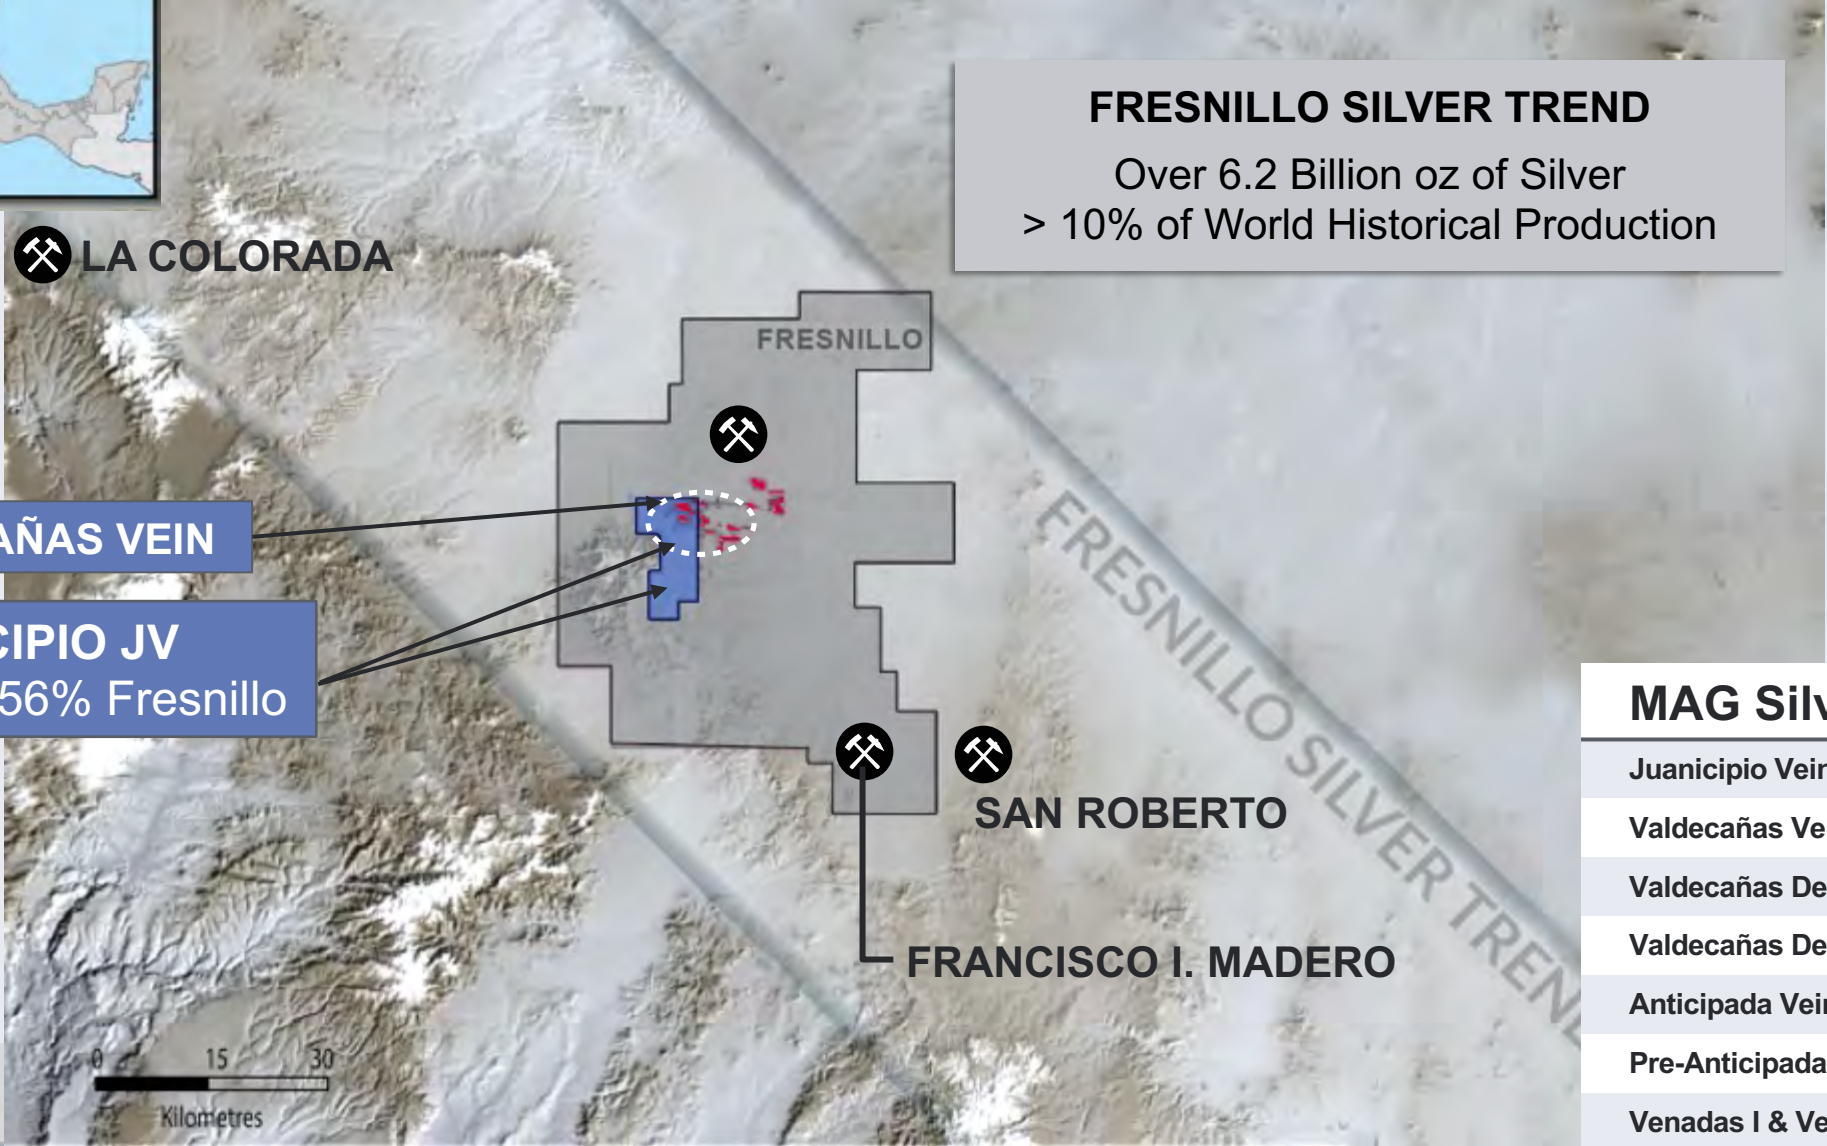 FRESNILLO SILVER TREND
Over 6.2 Billion oz of Silver
> 10% of World Historical Production
LA COLORADA
FRESNILLO
AÑAS VEIN
CIPIO JV
56% Fresnillo
FRESNILLO SILVER TREND
SAN ROBERTO
FRANCISCO I. MADERO
0 15 30
Kilometres
MAG Silv
Juanicipio Vein
Valdecañas Ve
Valdecañas De
Valdecañas De
Anticipada Vein
Pre-Anticipada
Venadas I & Ve